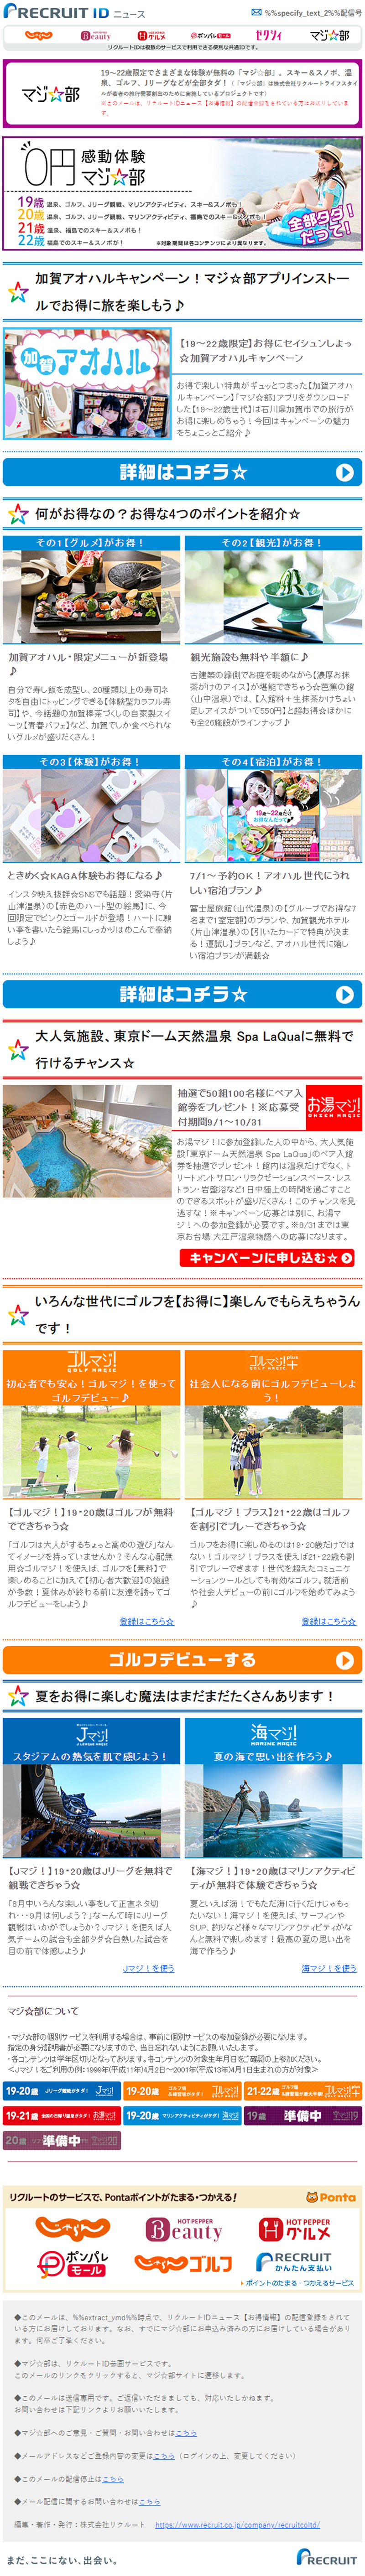 RECRUIT ID ニュース
%%specify_text_2%%配信号
じゃらん
HOT PEPPER Beauty
HOT PEPPER グルメ
ポンパレモール
ゼクシィ
マジ☆部
リクルートIDは複数のサービスで利用できる便利な共通IDです。
マジ☆部
19~22歳限定でさまざまな体験が無料の「マジ☆部」。スキー&スノボ、温
泉、ゴルフ、Jリーグなどが全部タダ！（「マジ☆部」は株式会社リクルートライフスタイ
ルが若者の旅行需要創出のために実施しているプロジェクトです）
0円 感動体験
マジ☆部
19歳 温泉、ゴルフ、Jリーグ観戦、マリンアクティビティ、スキー&スノボも！
20歳 温泉、ゴルフ、Jリーグ観戦、マリンアクティビティ、福島でのスキー&スノボも！
21歳 温泉、福島でのスキー&スノボも！
22歳 福島でのスキー&スノボが！
※対象期間は各コンテンツにより異なります。
全部タダ！
だって！
加賀アオハルキャンペーン！マジ☆部アプリインストー
ルでお得に旅を楽しもう♪
加賀アオハル
【19～22歳限定】お得にセイシュンしよっ
☆加賀アオハルキャンペーン
お得で楽しい特典がギュッとつまった【加賀アオハ
ルキャンペーン】「マジ☆部」アプリをダウンロード
した【19～22歳世代】は石川県加賀市での旅行が
お得に楽しめちゃう！今回はキャンペーンの魅力
をちょこっとご紹介♪
詳細はコチラ☆
何がお得なの？お得な4つのポイントを紹介☆
その1【グルメ】がお得！
加賀アオハル・限定メニューが新登場
♪
自分で寿し飯を成型し、20種類以上の寿司ネ
タを自由にトッピングできる【体験型カラフル寿
司】や、今話題の加賀棒茶づくしの自家製スイ
ーツ【青春パフェ】など、加賀でしか食べられな
いグルメが盛りだくさん！
その2【観光】がお得！
観光施設も無料や半額に♪
古建築の縁側でお庭を眺めながら【濃厚お抹
茶がけのアイス】が堪能できちゃう☆芭蕉の館
（山中温泉）では、【入館料＋生抹茶かけちょい
足しアイスがついて550円】と超お得☆ほかに
も全26施設がラインナップ♪
その3【体験】がお得！
ときめく☆KAGA体験もお得になる♪
インスタ映え抜群☆SNSでも話題！愛染寺（片
山津温泉）の【赤色のハート型の絵馬】に、今
回限定でピンクとゴールドが登場！ハートに願
い事を書いたら絵馬にしっかりはめこんで奉納
しよう♪
その4【宿泊】がお得！
19歳～22歳だけ
お得なんだって♪
7/1～予約OK！アオハル世代にうれ
しい宿泊プラン♪
富士屋旅館（山代温泉）の【グループでお得な7
名まで1室定額】のプランや、加賀観光ホテル
（片山津温泉）の【引いたカードで特典が決ま
る！運試し】プランなど、アオハル世代に嬉し
い宿泊プランが満載☆
詳細はコチラ☆
大人気施設、東京ドーム天然温泉 Spa LaQuaに無料で
行けるチャンス☆
抽選で50組100名様にペア入
館券をプレゼント！※応募受
付期間9/1～10/31
お湯マジ！
ONSEN MAGIC
お湯マジ！に参加登録した人の中から、大人気施
設「東京ドーム天然温泉 Spa LaQua」のペア入館
券を抽選でプレゼント！館内は温泉だけでなく、ト
リートメントサロン・リラクゼーションスペース・レス
トラン・岩盤浴など1日中極上の時間を過ごすこと
のできるスポットが盛りだくさん！このチャンスを見
逃すな！※キャンペーン応募とは別に、お湯マ
ジ！への参加登録が必要です。※8/31までは東
京お台場 大江戸温泉物語への応募になります。
キャンペーンに申し込む☆
いろんな世代にゴルフを【お得に】楽しんでもらえちゃうん
です！
ゴルマジ！
GOLF MAGIC
初心者でも安心！ゴルマジ！を使って
ゴルフデビュー♪
【ゴルマジ！】19・20歳はゴルフが無料
でできちゃう☆
「ゴルフは大人がするちょっと高めの遊び」なん
てイメージを持っていませんか？そんな心配無
用☆ゴルマジ！を使えば、ゴルフを【無料】で
楽しめることに加えて【初心者大歓迎】の施設
が多数！夏休みが終わる前に友達を誘ってゴ
ルフデビューをしよう♪
登録はこちら☆
社会人になる前にゴルフデビューしよ
う！
【ゴルマジ！プラス】21・22歳はゴルフ
を割引でプレーできちゃう☆
ゴルフをお得に楽しめるのは19・20歳だけでは
ない！ゴルマジ！プラスを使えば21・22歳も割
引でプレーできます！世代を超えたコミュニケ
ーションツールとしても有効なゴルフ。就活前
や社会人デビューの前にゴルフを始めてみよう
♪
登録はこちら☆
ゴルフデビューする
夏をお得に楽しむ魔法はまだまだたくさんあります！
Jマジ！
J.LEAGUE MAGIC
スタジアムの熱気を肌で感じよう！
【Jマジ！】19・20歳はJリーグを無料で
観戦できちゃう☆
「8月中いろんな楽しい事をして正直ネタ切
れ・・・9月は何しよう？」なーんて時にJリーグ
観戦はいかがでしょうか？Jマジ！を使えば人
気チームの試合も全部タダ☆白熱した試合を
目の前で体感しよう♪
Jマジ！を使う
海マジ！
MARINE MAGIC
夏の海で思い出を作ろう♪
【海マジ！】19・20歳はマリンアクティビ
ティが無料で体験できちゃう☆
夏といえば海！でもただ海に行くだけじゃもっ
たいない！海マジ！を使えば、サーフィンや
SUP、釣りなど様々なマリンアクティビティがな
んと無料で楽しめます！最高の夏の思い出を
海で作ろう♪
海マジ！を使う
マジ☆部について
・マジ☆部の個別サービスを利用する場合は、事前に個別サービスの参加登録が必要になります。
指定の身分証明書が必要になりますので、当日忘れないようにお願いします。
・各コンテンツは学年区切りとなっております。各コンテンツの対象生年月日をご確認の上参加ください。
＜Jマジ！をご利用の例：1999年(平成11年)4月2日～2001年(平成13年)4月1日生まれの方が対象＞
19-20歳 Jリーグ観戦がタダ！ Jマジ！
19-20歳 ゴルフ場&練習場がタダ！ ゴルマジ！
21-22歳
19-21歳 全国の日帰り温泉がタダ！ お湯マジ！
19-20歳 マリンアクティビティがタダ！ 海マジ！
19歳 準備中
20歳 準備中
リクルートのサービスで、Pontaポイントがたまる・つかえる！
Ponta
じゃらん
HOT PEPPER Beauty
HOT PEPPER グルメ
ポンパレモール
じゃらんゴルフ
RECRUIT かんたん支払い
ポイントのたまる・つかえるサービス
◆このメールは、%%extract_ymd%%時点で、リクルートIDニュース【お得情報】の配信登録をされて
いる方にお届けしております。なお、すでにマジ☆部にお申込み済みの方にお届けしている場合があり
ます。何卒ご了承ください。
◆マジ☆部は、リクルートID参画サービスです。
このメールのリンクをクリックすると、マジ☆部サイトに遷移します。
◆このメールは送信専用です。ご返信いただきましても、対応いたしかねます。
お問い合わせは下記リンクよりお願いいたします。
◆マジ☆部へのご意見・ご質問・お問い合わせはこちら
◆メールアドレスなどご登録内容の変更はこちら（ログインの上、変更してください）
◆このメールの配信停止はこちら
◆メール配信に関するお問い合わせはこちら
編集・著作・発行：株式会社リクルート https://www.recruit.co.jp/company/recruitcoltd/
まだ、ここにない、出会い。
RECRUIT